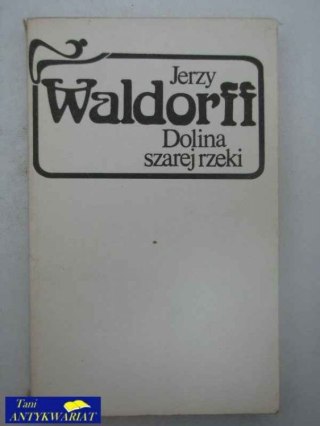 Jerzy
Waldorff
Dolina
szarej rzeki
Tani
ANTYKWARIAT